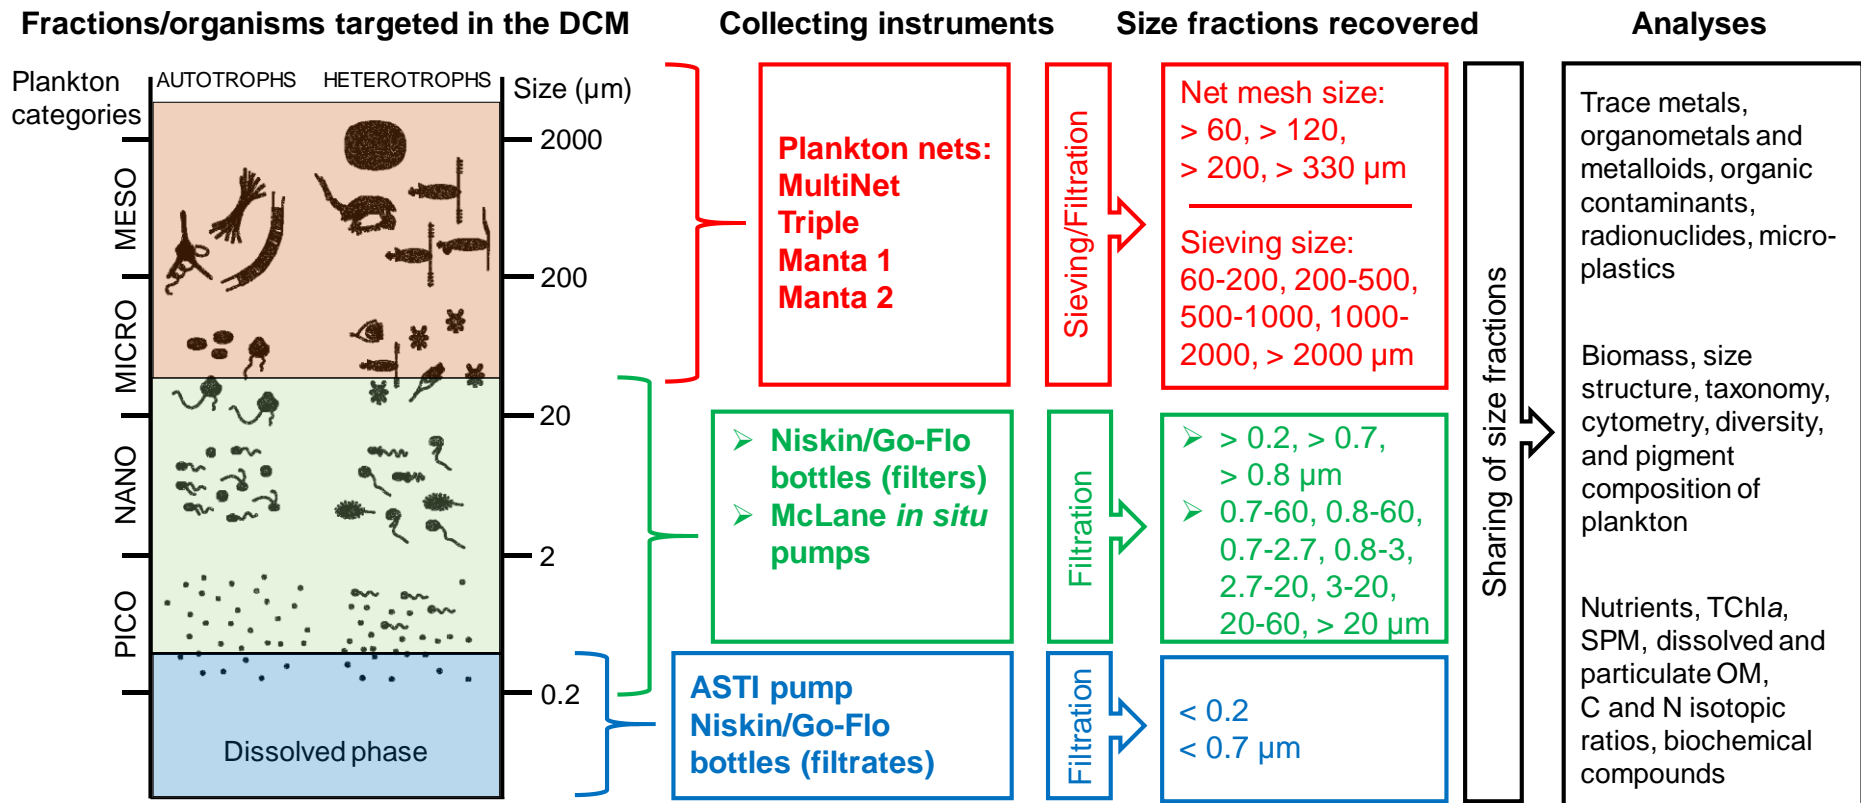 Fractions/organisms targeted in the DCM
Collecting instruments
Size fractions recovered
Analyses
Plankton
categories
AUTOTROPHS
HETEROTROPHS
Size (µm)
MESO
MICRO
NANO
PICO
2000
200
20
2
0.2
Dissolved phase
Plankton nets:
MultiNet
Triple
Manta 1
Manta 2
Sieving/Filtration
Net mesh size:
> 60, > 120,
> 200, > 330 µm
Sieving size:
60-200, 200-500,
500-1000, 1000-
2000, > 2000 µm
➢ Niskin/Go-Flo
bottles (filters)
➢ McLane in situ
pumps
Filtration
➢ > 0.2, > 0.7,
> 0.8 µm
➢ 0.7-60, 0.8-60,
0.7-2.7, 0.8-3,
2.7-20, 3-20,
20-60, > 20 µm
ASTI pump
Niskin/Go-Flo
bottles (filtrates)
Filtration
< 0.2
< 0.7 µm
Sharing of size fractions
Trace metals,
organometals and
metalloids, organic
contaminants,
radionuclides, micro-
plastics
Biomass, size
structure, taxonomy,
cytometry, diversity,
and pigment
composition of
plankton
Nutrients, TChla,
SPM, dissolved and
particulate OM,
C and N isotopic
ratios, biochemical
compounds